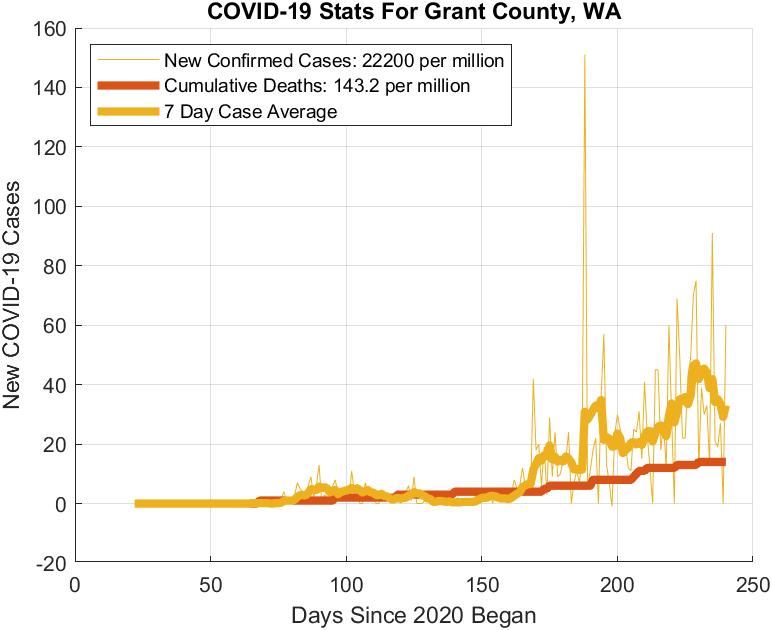 COVID-19 Stats For Grant County, WA
New Confirmed Cases: 22200 per million
Cumulative Deaths: 143.2 per million
7 Day Case Average
New COVID-19 Cases
160
140
120
100
80
60
40
20
0
-20
0 50 100 150 200 250
Days Since 2020 Began